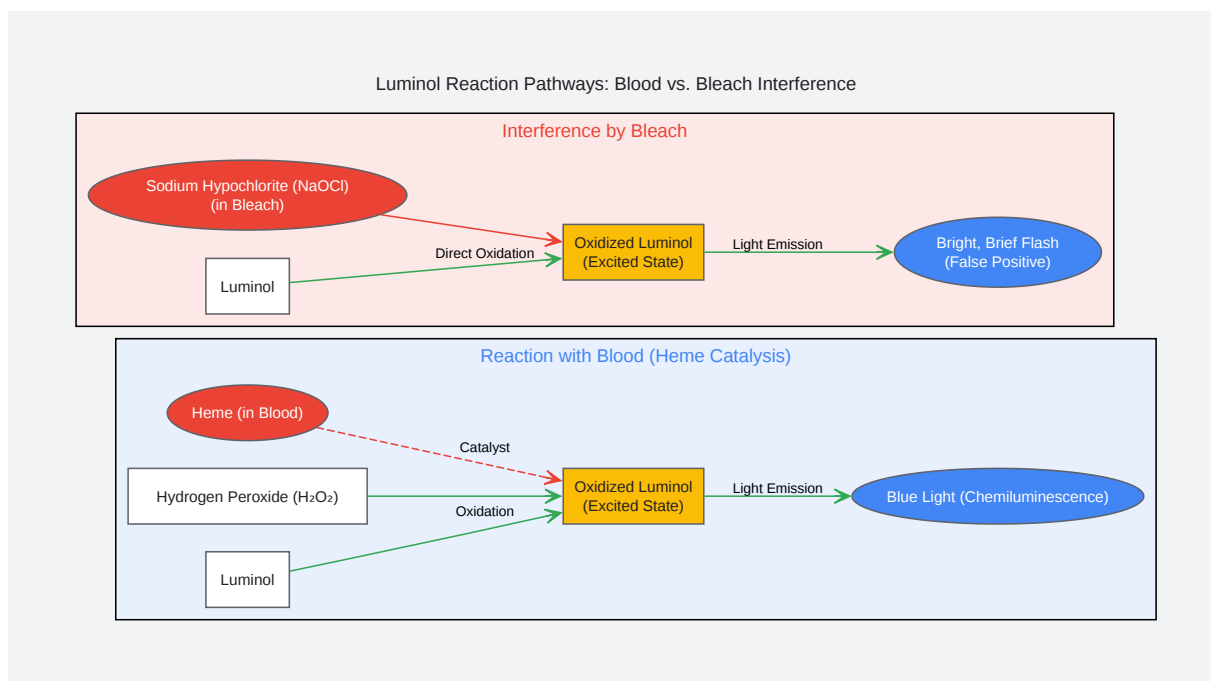 Luminol Reaction Pathways: Blood vs. Bleach Interference
Interference by Bleach
Sodium Hypochlorite (NaOCl)
(in Bleach)
Luminol
Direct Oxidation
Oxidized Luminol
(Excited State)
Light Emission
Bright, Brief Flash
(False Positive)
Reaction with Blood (Heme Catalysis)
Heme (in Blood)
Catalyst
Hydrogen Peroxide (H₂O₂)
Oxidation
Luminol
Oxidized Luminol
(Excited State)
Light Emission
Blue Light (Chemiluminescence)